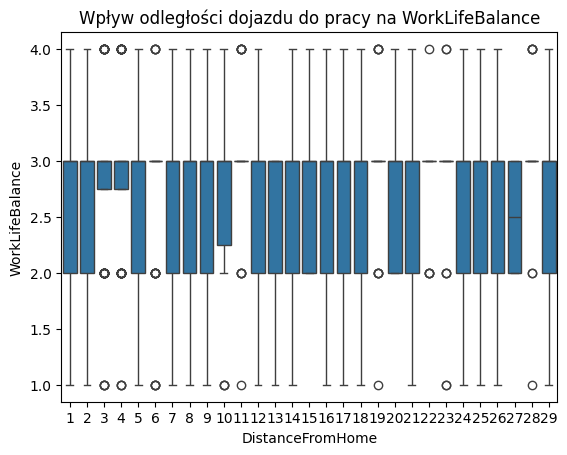 Wpływ odległości dojazdu do pracy na WorkLifeBalance
WorkLifeBalance
4.0
3.5
3.0
2.5
2.0
1.5
1.0
1 2 3 4 5 6 7 8 9 10 11 12 13 14 15 16 17 18 19 20 21 22 23 24 25 26 27 28 29
DistanceFromHome